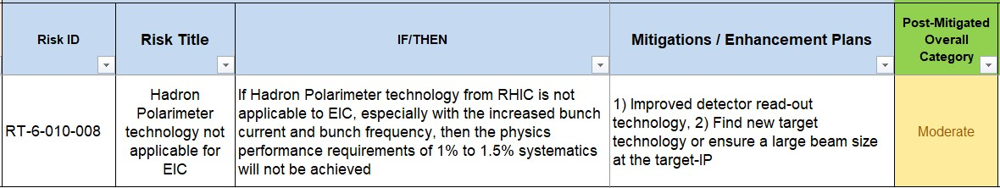 Risk ID
Risk Title
IF/THEN
Mitigations / Enhancement Plans
Post-Mitigated
Overall
Category
RT-6-010-008
Hadron
Polarimeter
technology not
applicable for
EIC
If Hadron Polarimeter technology from RHIC is not
applicable to EIC, especially with the increased bunch
current and bunch frequency, then the physics
performance requirements of 1% to 1.5% systematics
will not be achieved
1) Improved detector read-out
technology, 2) Find new target
technology or ensure a large beam size
at the target-IP
Moderate